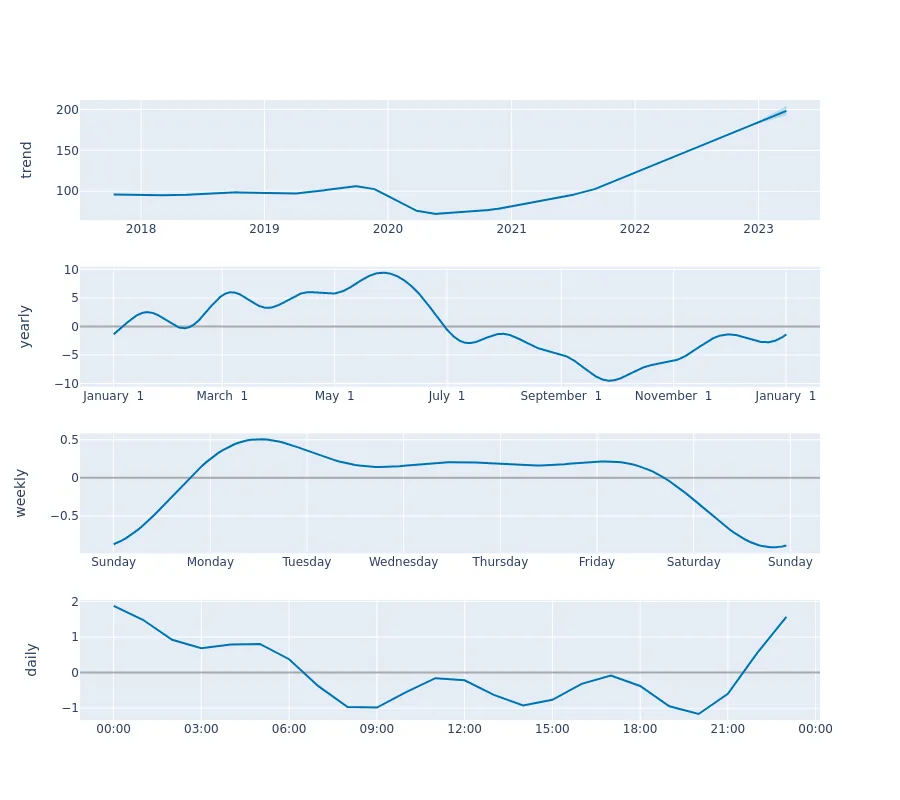 trend
200
150
100
2018 2019 2020 2021 2022 2023
yearly
10
5
0
−5
−10
January 1 March 1 May 1 July 1 September 1 November 1 January 1
weekly
0.5
0
−0.5
Sunday Monday Tuesday Wednesday Thursday Friday Saturday Sunday
daily
2
1
0
−1
00:00 03:00 06:00 09:00 12:00 15:00 18:00 21:00 00:00